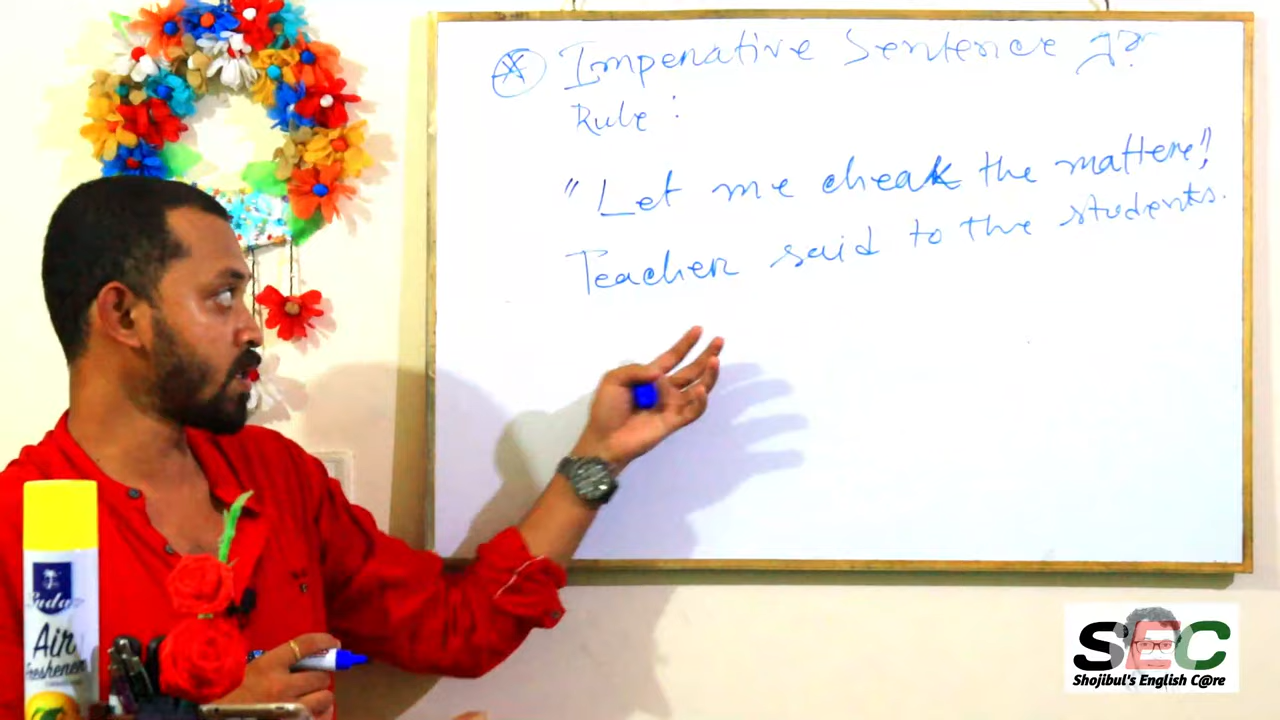 Imperative Sentence এর
Rule :
"Let me cheak the matter",
Teacher said to the students.
Air
Freshener
SEC
Shojibul's English C@re